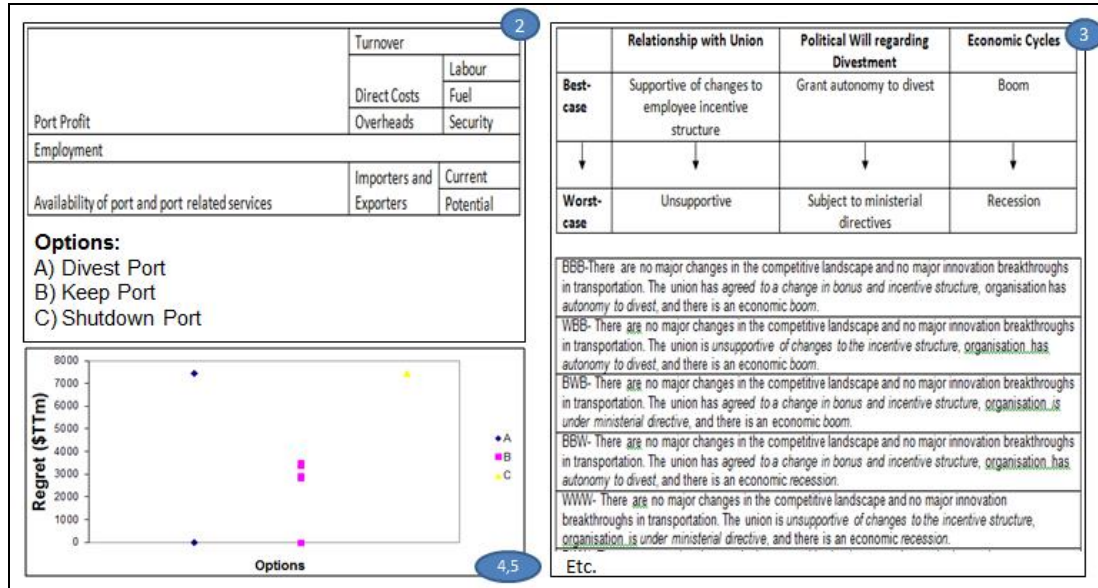 2
Turnover
Labour
Direct Costs
Fuel
Port Profit
Overheads
Security
Employment
Importers and
Current
Availability of port and port related services
Exporters
Potential
Options:
A) Divest Port
B) Keep Port
C) Shutdown Port
8000
7000
6000
5000
4000
3000
2000
1000
0
Regret ($TTm)
A
B
C
Options
4,5
3
Relationship with Union
Political Will regarding
Divestment
Economic Cycles
Best-
case
Supportive of changes to
employee incentive
structure
Grant autonomy to divest
Boom
Worst-
case
Unsupportive
Subject to ministerial
directives
Recession
BBB-There are no major changes in the competitive landscape and no major innovation breakthroughs
in transportation. The union has agreed to a change in bonus and incentive structure, organisation has
autonomy to divest, and there is an economic boom.
WBB- There are no major changes in the competitive landscape and no major innovation breakthroughs
in transportation. The union is unsupportive of changes to the incentive structure, organisation has
autonomy to divest, and there is an economic boom.
BWB- There are no major changes in the competitive landscape and no major innovation breakthroughs
in transportation. The union has agreed to a change in bonus and incentive structure, organisation is
under ministerial directive, and there is an economic boom.
BBW- There are no major changes in the competitive landscape and no major innovation breakthroughs
in transportation. The union has agreed to a change in bonus and incentive structure, organisation has
autonomy to divest, and there is an economic recession.
WWW- There are no major changes in the competitive landscape and no major innovation
breakthroughs in transportation. The union is unsupportive of changes to the incentive structure,
organisation is under ministerial directive, and there is an economic recession.
Etc.